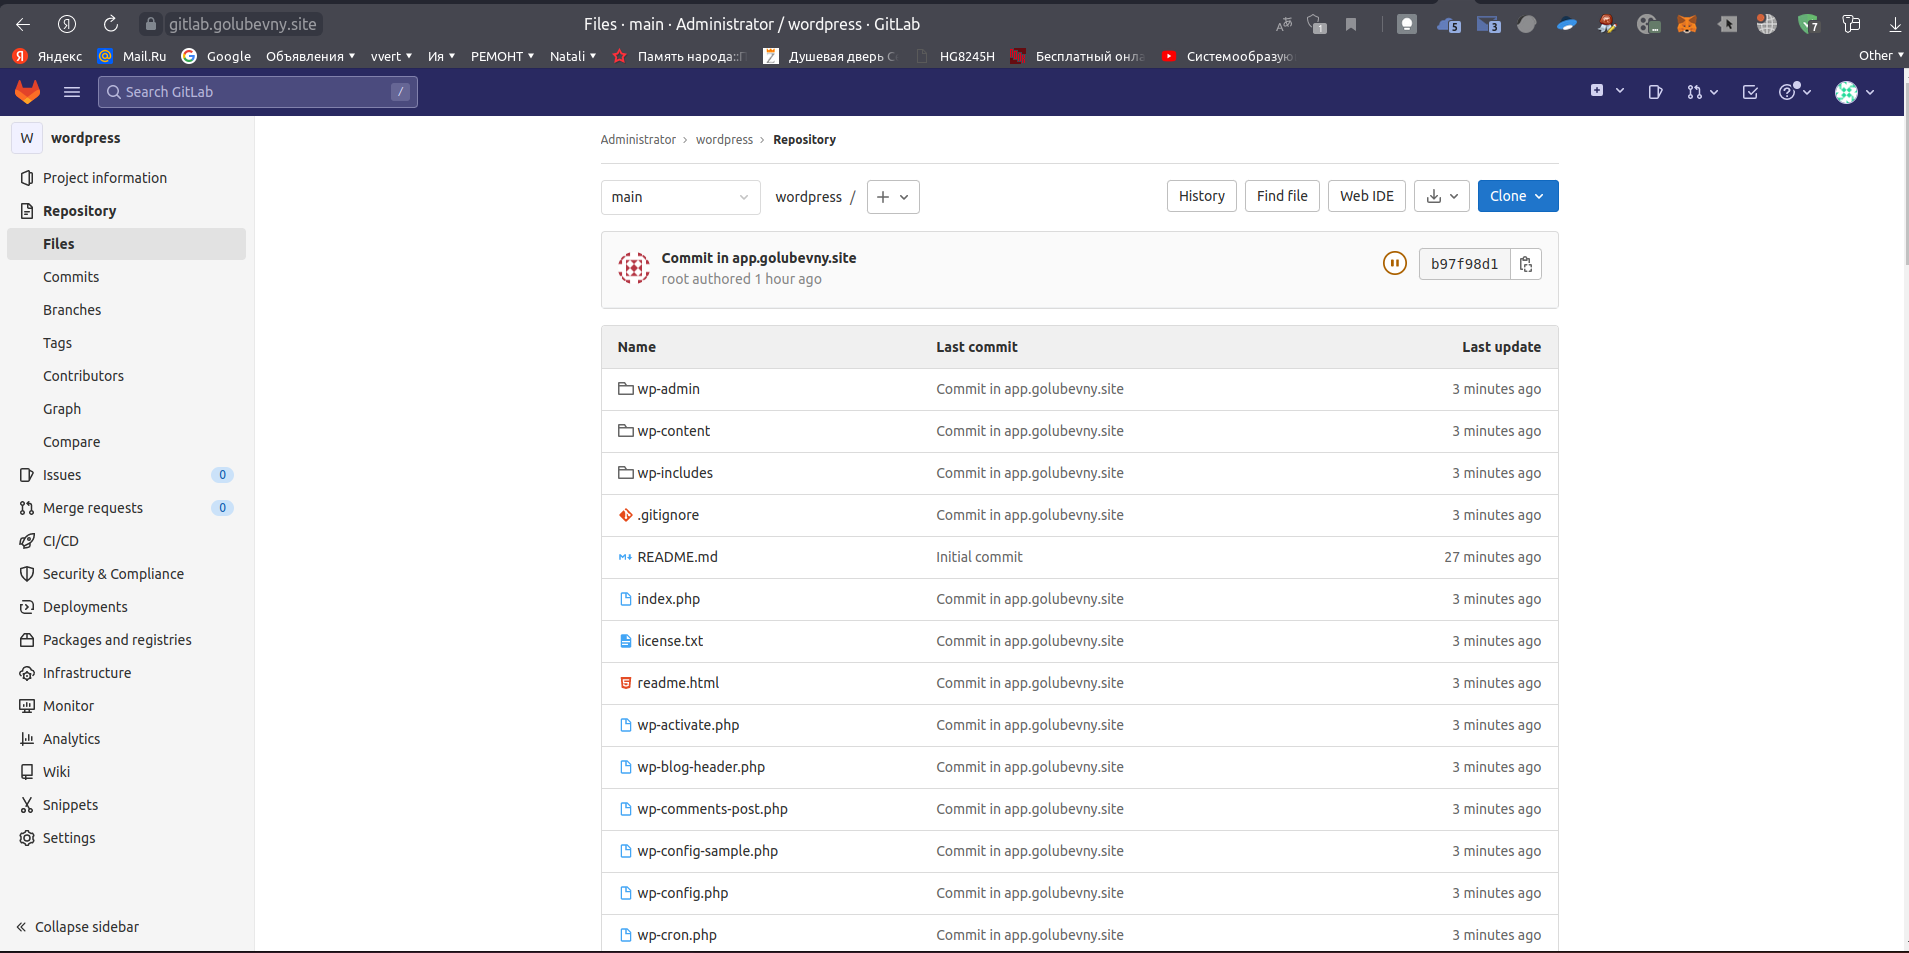 gitlab.golubevny.site
Files · main · Administrator / wordpress · GitLab
1
5
3
7
Яндекс
Mail.Ru
Google
Объявления
vvert
Ия
РЕМОНТ
Natali
Память народа::П
Душевая дверь
HG8245H
Бесплатный онла
Системообразую
Other
Search GitLab
/
W wordpress
Project information
Repository
Files
Commits
Branches
Tags
Contributors
Graph
Compare
Issues 0
Merge requests 0
CI/CD
Security & Compliance
Deployments
Packages and registries
Infrastructure
Monitor
Analytics
Wiki
Snippets
Settings
Collapse sidebar
Administrator › wordpress › Repository
main
wordpress /
History
Find file
Web IDE
Clone
Commit in app.golubevny.site
root authored 1 hour ago
b97f98d1
Name Last commit Last update
wp-admin Commit in app.golubevny.site 3 minutes ago
wp-content Commit in app.golubevny.site 3 minutes ago
wp-includes Commit in app.golubevny.site 3 minutes ago
.gitignore Commit in app.golubevny.site 3 minutes ago
README.md Initial commit 27 minutes ago
index.php Commit in app.golubevny.site 3 minutes ago
license.txt Commit in app.golubevny.site 3 minutes ago
readme.html Commit in app.golubevny.site 3 minutes ago
wp-activate.php Commit in app.golubevny.site 3 minutes ago
wp-blog-header.php Commit in app.golubevny.site 3 minutes ago
wp-comments-post.php Commit in app.golubevny.site 3 minutes ago
wp-config-sample.php Commit in app.golubevny.site 3 minutes ago
wp-config.php Commit in app.golubevny.site 3 minutes ago
wp-cron.php Commit in app.golubevny.site 3 minutes ago